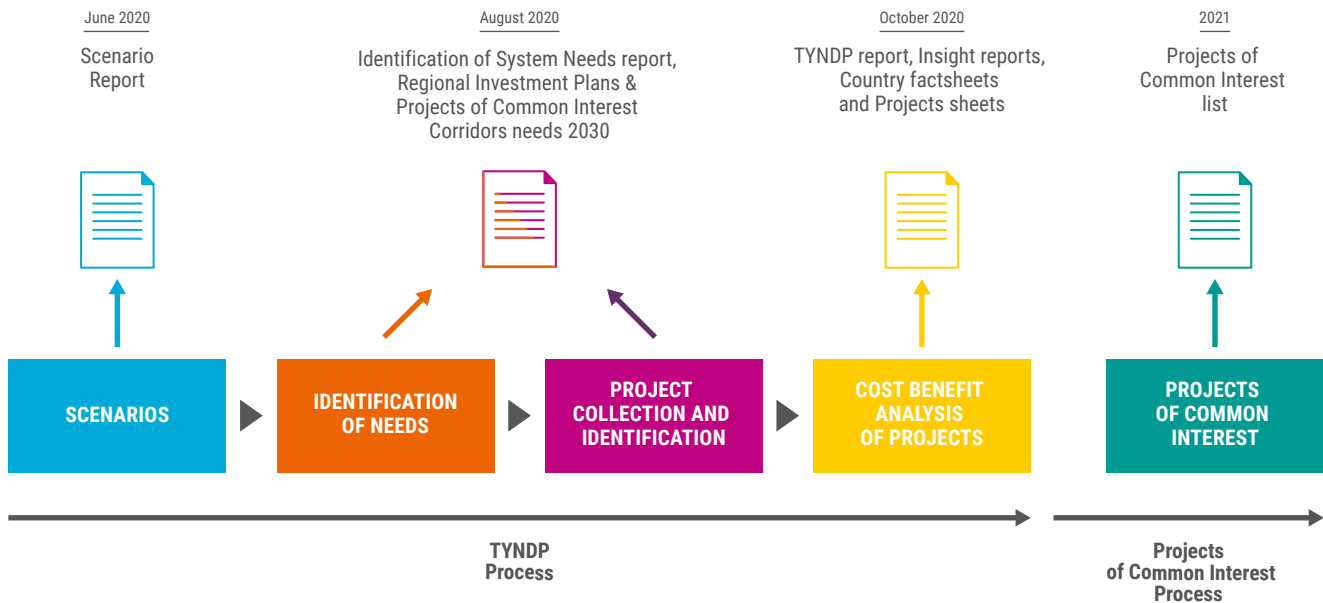 June 2020
Scenario
Report
August 2020
Identification of System Needs report,
Regional Investment Plans &
Projects of Common Interest
Corridors needs 2030
October 2020
TYNDP report, Insight reports,
Country factsheets
and Projects sheets
2021
Projects of
Common Interest
list
SCENARIOS
IDENTIFICATION
OF NEEDS
PROJECT
COLLECTION AND
IDENTIFICATION
COST BENEFIT
ANALYSIS
OF PROJECTS
PROJECTS
OF COMMON
INTEREST
TYNDP
Process
Projects
of Common Interest
Process